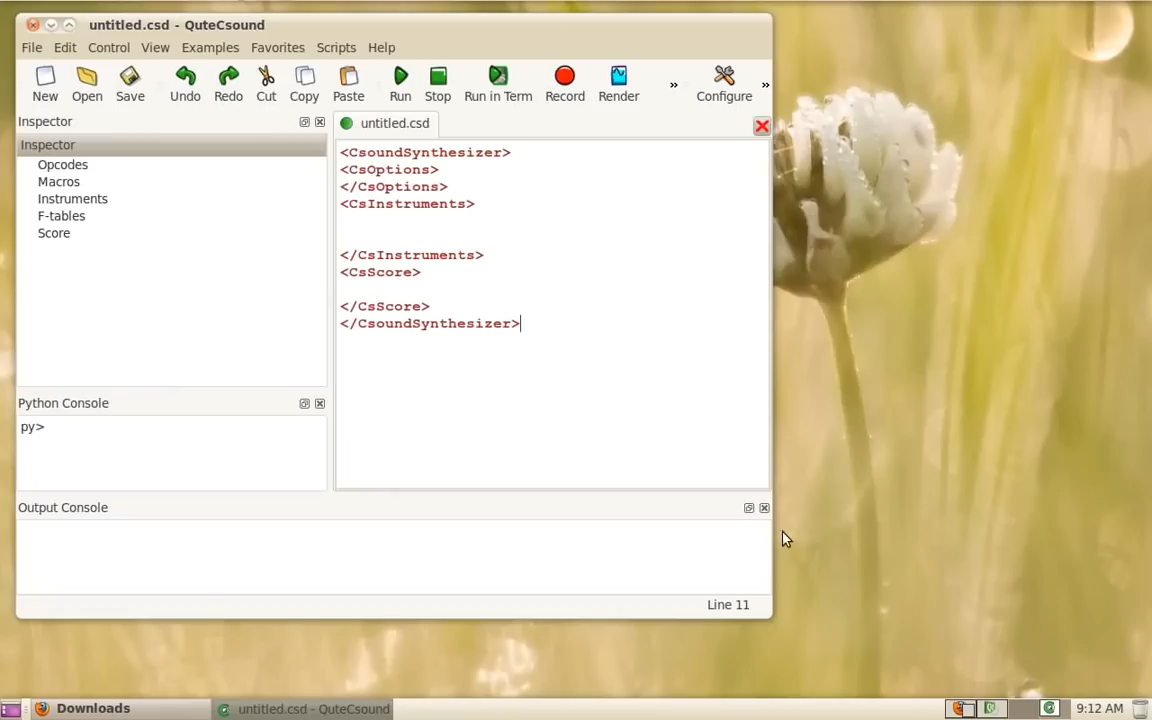 untitled.csd - QuteCsound
File Edit Control View Examples Favorites Scripts Help
New Open Save Undo Redo Cut Copy Paste Run Stop Run in Term Record Render » Configure »
Inspector
Inspector
Opcodes
Macros
Instruments
F-tables
Score
Python Console
py>
untitled.csd
<CsoundSynthesizer>
<CsOptions>
</CsOptions>
<CsInstruments>
</CsInstruments>
<CsScore>
</CsScore>
</CsoundSynthesizer>
Output Console
Line 11
Downloads
untitled.csd - QuteCsound
9:12 AM